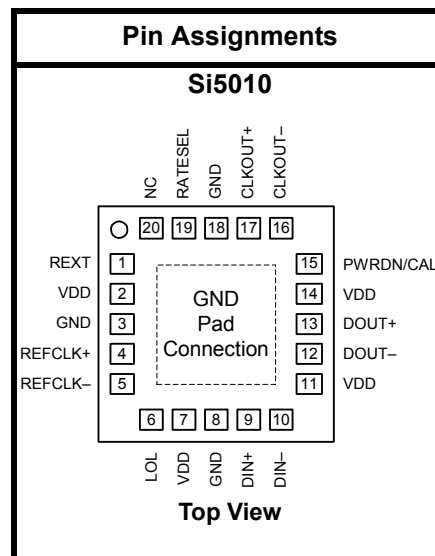 Pin Assignments
Si5010
NC
RATESEL
GND
CLKOUT+
CLKOUT–
20
19
18
17
16
REXT
1
VDD
2
GND
3
REFCLK+
4
REFCLK–
5
GND
Pad
Connection
15
PWRDN/CAL
14
VDD
13
DOUT+
12
DOUT–
11
VDD
6
7
8
9
10
LOL
VDD
GND
DIN+
DIN–
Top View